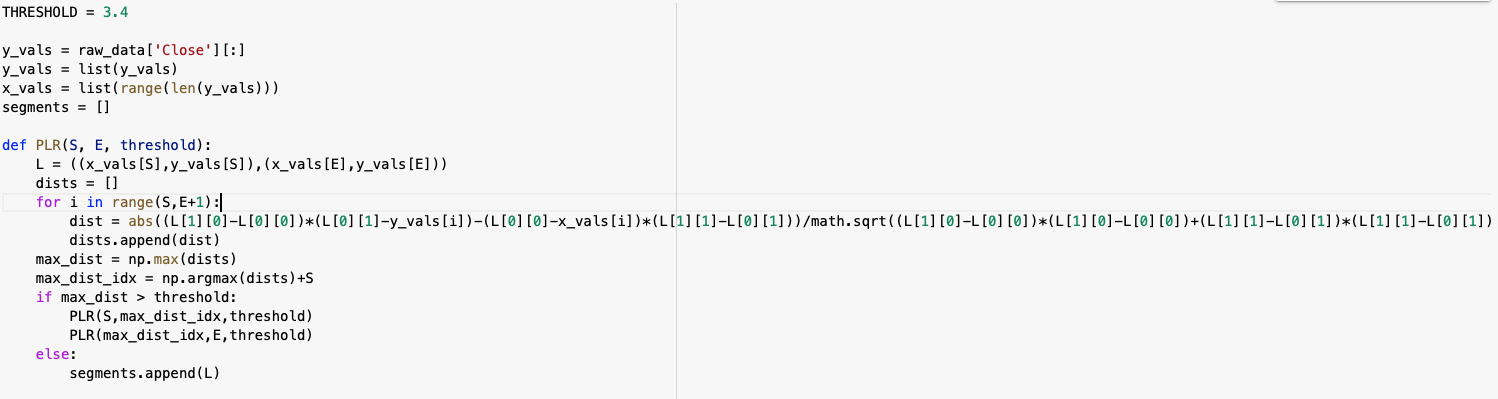 THRESHOLD = 3.4

y_vals = raw_data['Close'][:]
y_vals = list(y_vals)
x_vals = list(range(len(y_vals)))
segments = []

def PLR(S, E, threshold):
    L = ((x_vals[S],y_vals[S]),(x_vals[E],y_vals[E]))
    dists = []
    for i in range(S,E+1):
        dist = abs((L[1][0]-L[0][0])*(L[0][1]-y_vals[i])-(L[0][0]-x_vals[i])*(L[1][1]-L[0][1]))/math.sqrt((L[1][0]-L[0][0])*(L[1][0]-L[0][0])+(L[1][1]-L[0][1])*(L[1][1]-L[0][1])
        dists.append(dist)
    max_dist = np.max(dists)
    max_dist_idx = np.argmax(dists)+S
    if max_dist > threshold:
        PLR(S,max_dist_idx,threshold)
        PLR(max_dist_idx,E,threshold)
    else:
        segments.append(L)